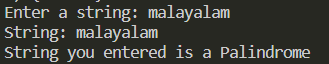 Enter a string: malayalam
String: malayalam
String you entered is a Palindrome